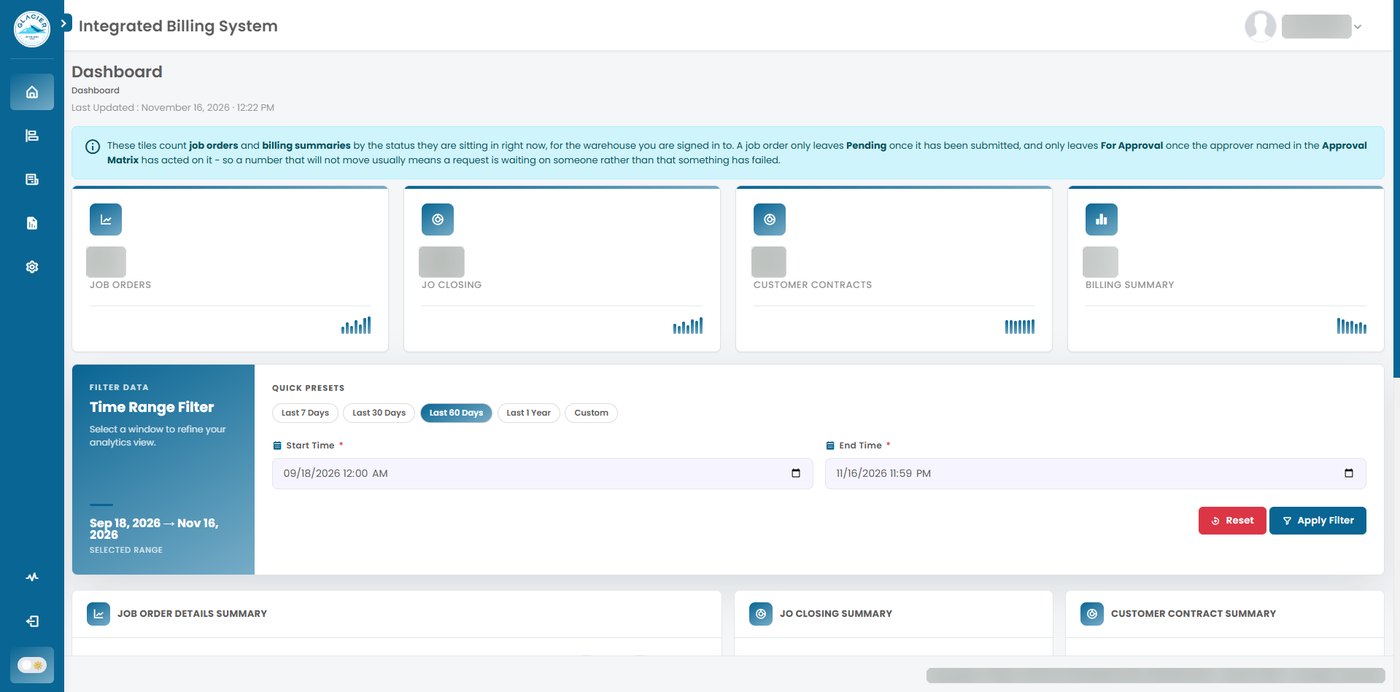 GLACIER
Integrated Billing System
Dashboard
Dashboard
Last Updated : November 16, 2026 · 12:22 PM
These tiles count job orders and billing summaries by the status they are sitting in right now, for the warehouse you are signed in to. A job order only leaves Pending once it has been submitted, and only leaves For Approval once the approver named in the Approval
Matrix has acted on it - so a number that will not move usually means a request is waiting on someone rather than that something has failed.
JOB ORDERS
JO CLOSING
CUSTOMER CONTRACTS
BILLING SUMMARY
FILTER DATA
Time Range Filter
Select a window to refine your
analytics view.
Sep 18, 2026 → Nov 16,
2026
SELECTED RANGE
QUICK PRESETS
Last 7 Days
Last 30 Days
Last 60 Days
Last 1 Year
Custom
Start Time *
09/18/2026 12:00 AM
End Time *
11/16/2026 11:59 PM
Reset
Apply Filter
JOB ORDER DETAILS SUMMARY
JO CLOSING SUMMARY
CUSTOMER CONTRACT SUMMARY